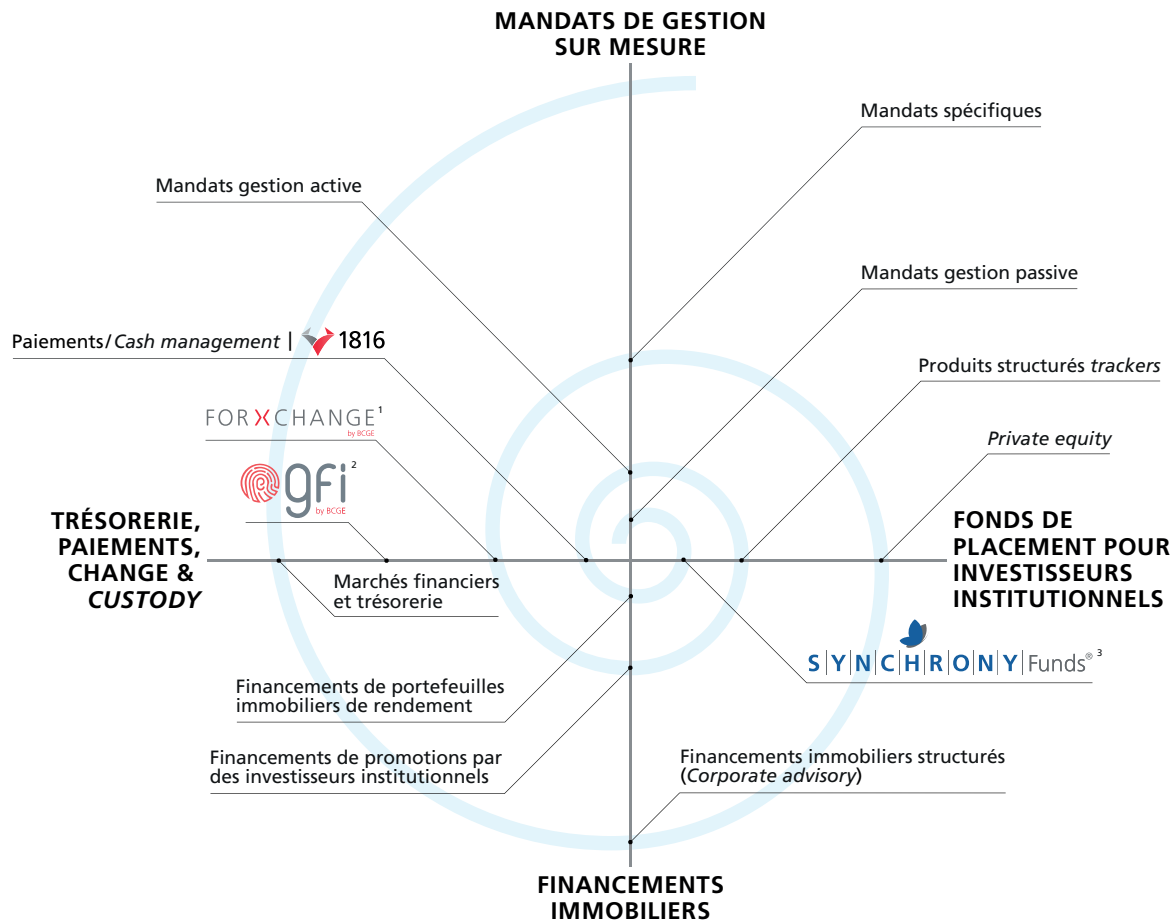 MANDATS DE GESTION
SUR MESURE
Mandats spécifiques
Mandats gestion active
Mandats gestion passive
Paiements/Cash management | 1816
Produits structurés trackers
FORXCHANGE¹
by BCGE
Private equity
gfi²
by BCGE
TRÉSORERIE,
PAIEMENTS,
CHANGE &
CUSTODY
FONDS DE
PLACEMENT POUR
INVESTISSEURS
INSTITUTIONNELS
Marchés financiers
et trésorerie
SYNCHRONY Funds® ³
Financements de portefeuilles
immobiliers de rendement
Financements de promotions par
des investisseurs institutionnels
Financements immobiliers structurés
(Corporate advisory)
FINANCEMENTS
IMMOBILIERS